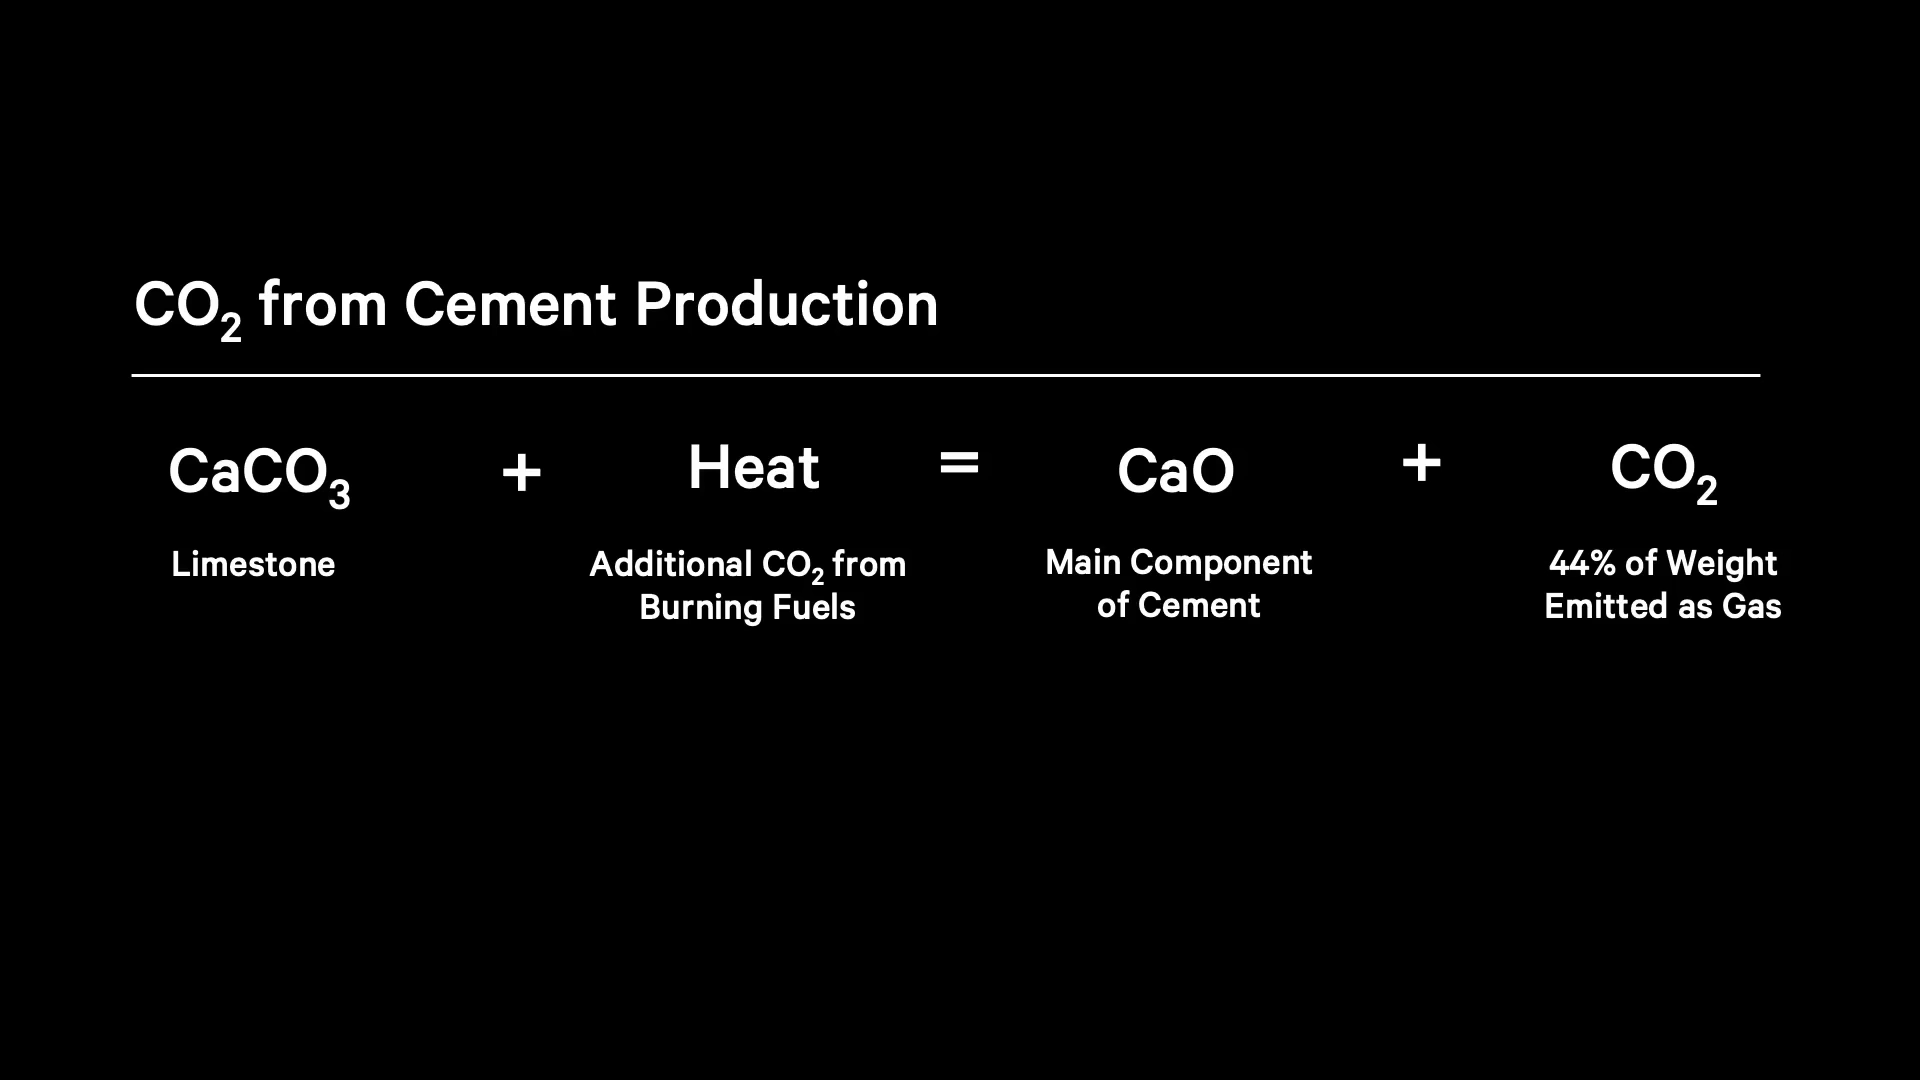 CO₂ from Cement Production
CaCO₃ + Heat = CaO + CO₂
Limestone
Additional CO₂ from
Burning Fuels
Main Component
of Cement
44% of Weight
Emitted as Gas